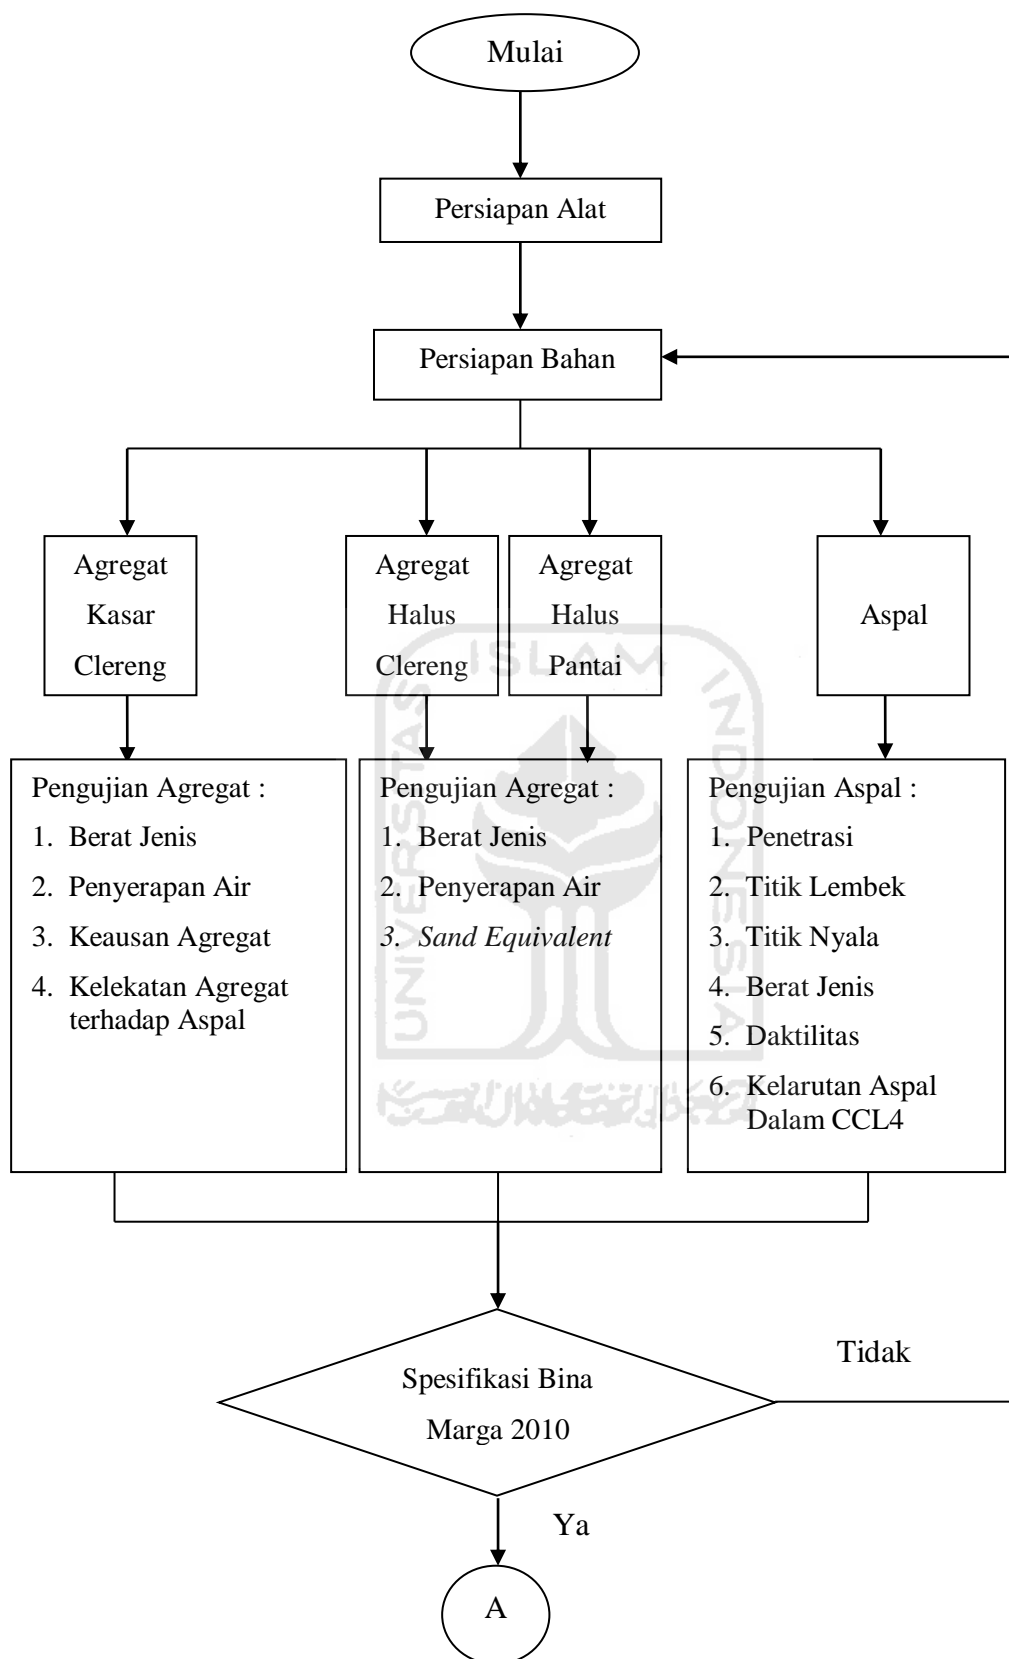 Mulai
Persiapan Alat
Persiapan Bahan
Agregat
Kasar
Clereng
Agregat
Halus
Clereng
Agregat
Halus
Pantai
Aspal
Pengujian Agregat :
1. Berat Jenis
2. Penyerapan Air
3. Keausan Agregat
4. Kelekatan Agregat
terhadap Aspal
Pengujian Agregat :
1. Berat Jenis
2. Penyerapan Air
3. Sand Equivalent
Pengujian Aspal :
1. Penetrasi
2. Titik Lembek
3. Titik Nyala
4. Berat Jenis
5. Daktilitas
6. Kelarutan Aspal
Dalam CCL4
UNIVERSITAS
ISLAM
INDONESIA
Spesifikasi Bina
Marga 2010
Tidak
Ya
A